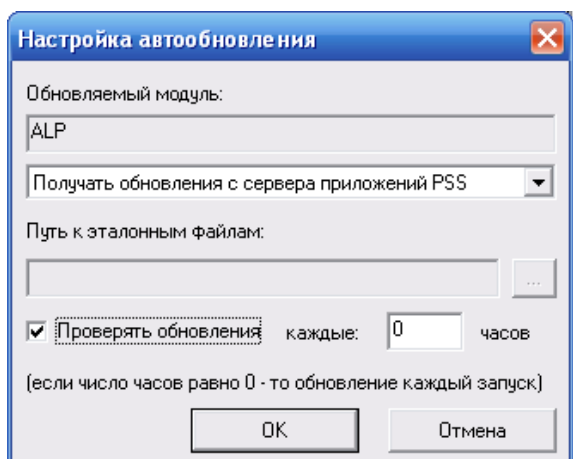 Настройка автообновления
Обновляемый модуль:
ALP
Получать обновления с сервера приложений PSS
Путь к эталонным файлам:
...
Проверять обновления каждые: 0 часов
(если число часов равно 0 - то обновление каждый запуск)
OK Отмена